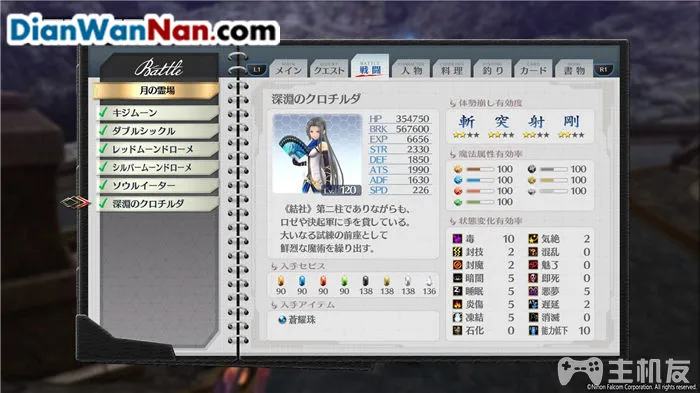 DianWanNan.com
Battle
L1
メイン
クエスト
BATTLE
戦闘
人物
料理
釣り
カード
書物
R1
月の霊場
キジムーン
ダブルシックル
レッドムーンドローメ
シルバームーンドローメ
ソウルイーター
深淵のクロチルダ
深淵のクロチルダ
Lv. 120
HP 354750
BRK 567600
EXP 6656
STR 2330
DEF 1850
ATS 1990
ADF 1630
SPD 226
《結社》第二柱でありながらも、
ロゼや決起軍に手を貸している。
大いなる試練の前座として
鮮烈な魔術を繰り出す。
入手セピス
90 90 90 90 138 138 138 136
入手アイテム
蒼耀珠
体勢崩し有効度
斬 突 射 剛
★★★★★ ★★★★★ ★★★★★ ★★★★★
魔法属性有効率
100 100
100 100
100 100
100
状態変化有効率
毒 10 気絶 2
封技 2 混乱 0
封魔 2 魅了 0
暗闇 5 即死 0
睡眠 5 悪夢 5
炎傷 5 遅延 2
凍結 5 消滅 0
石化 0 能力低下 10
主机友
©Nihon Falcom Corporation. All rights reserved.